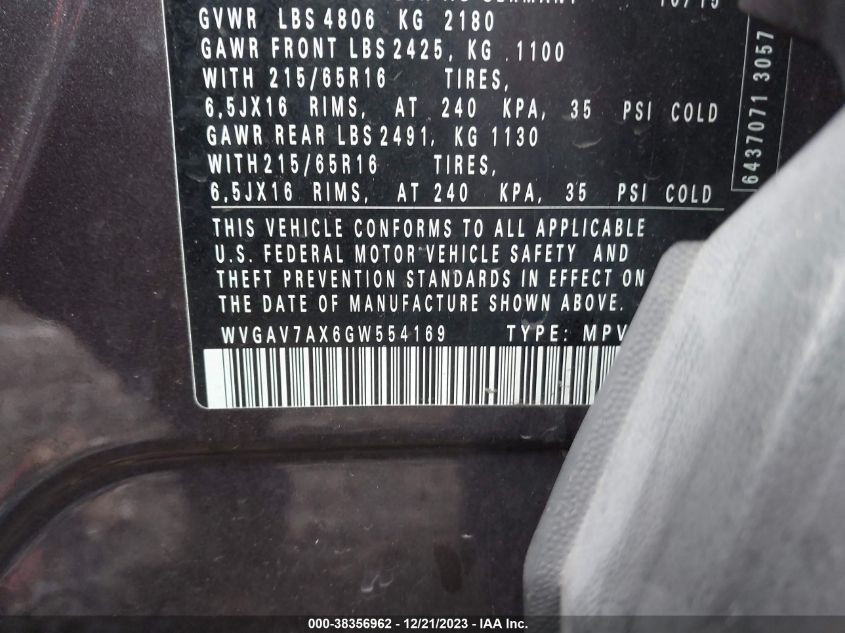 GERMANY 10/15
GVWR LBS 4806 KG 2180
GAWR FRONT LBS 2425, KG .1100
WITH 215/65R16 TIRES,
6,5JX16 RIMS, AT 240 KPA, 35 PSI COLD
GAWR REAR LBS 2491, KG 1130
WITH215/65R16 TIRES,
6,5JX16 RIMS, AT 240 KPA, 35 PSI COLD
6437071 3057
THIS VEHICLE CONFORMS TO ALL APPLICABLE
U.S. FEDERAL MOTOR VEHICLE SAFETY AND
THEFT PREVENTION STANDARDS IN EFFECT ON
THE DATE OF MANUFACTURE SHOWN ABOVE.
WVGAV7AX6GW554169 TYPE: MPV
000-38356962 - 12/21/2023 - IAA Inc.